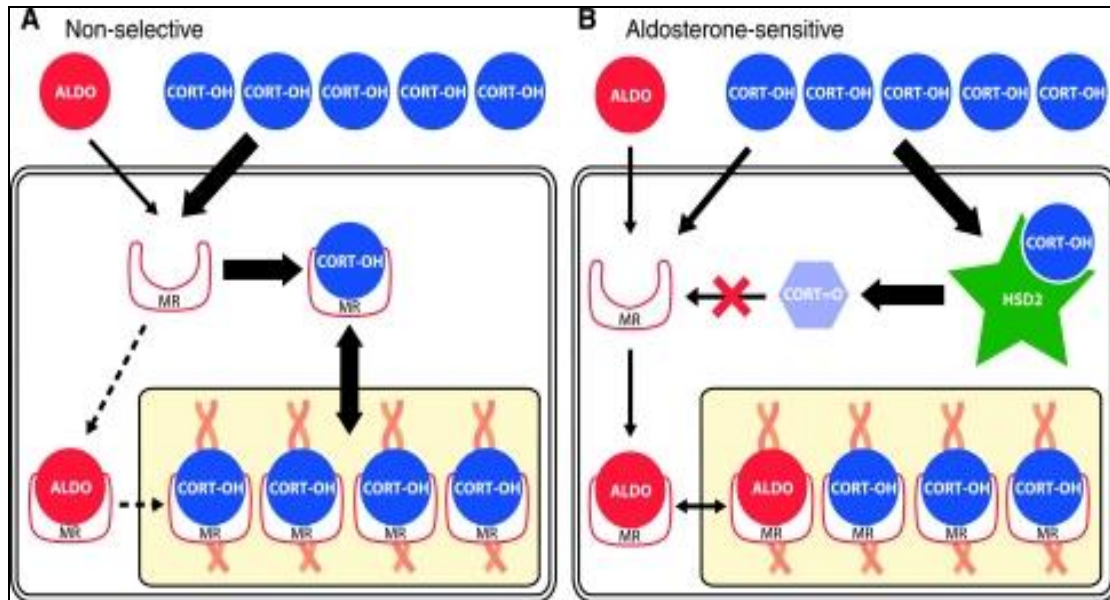 A Non-selective
ALDO CORT-OH CORT-OH CORT-OH CORT-OH CORT-OH
CORT-OH
MR MR
ALDO CORT-OH CORT-OH CORT-OH CORT-OH
MR MR MR MR MR
B Aldosterone-sensitive
ALDO CORT-OH CORT-OH CORT-OH CORT-OH CORT-OH
CORT-OH
CORT=O HSD2
MR
ALDO ALDO CORT-OH CORT-OH CORT-OH
MR MR MR MR MR